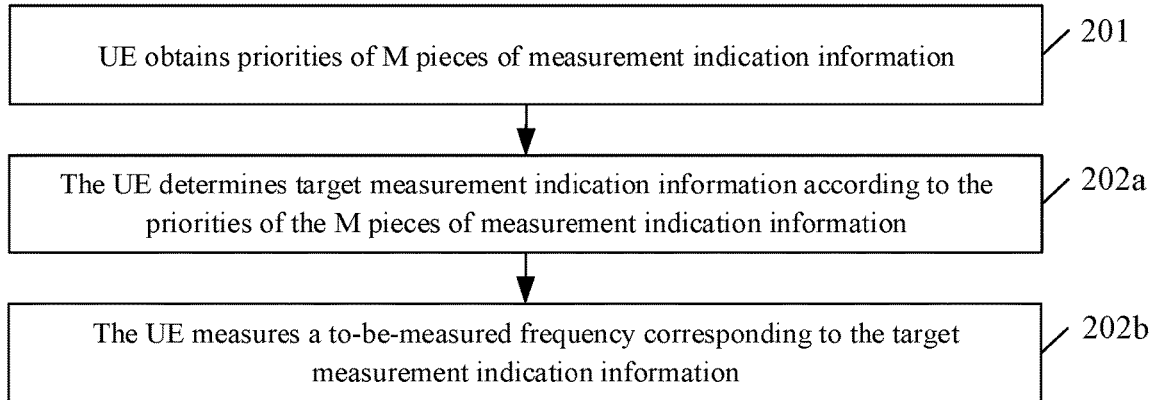 UE obtains priorities of M pieces of measurement indication information
201
The UE determines target measurement indication information according to the
priorities of the M pieces of measurement indication information
202a
The UE measures a to-be-measured frequency corresponding to the target
measurement indication information
202b